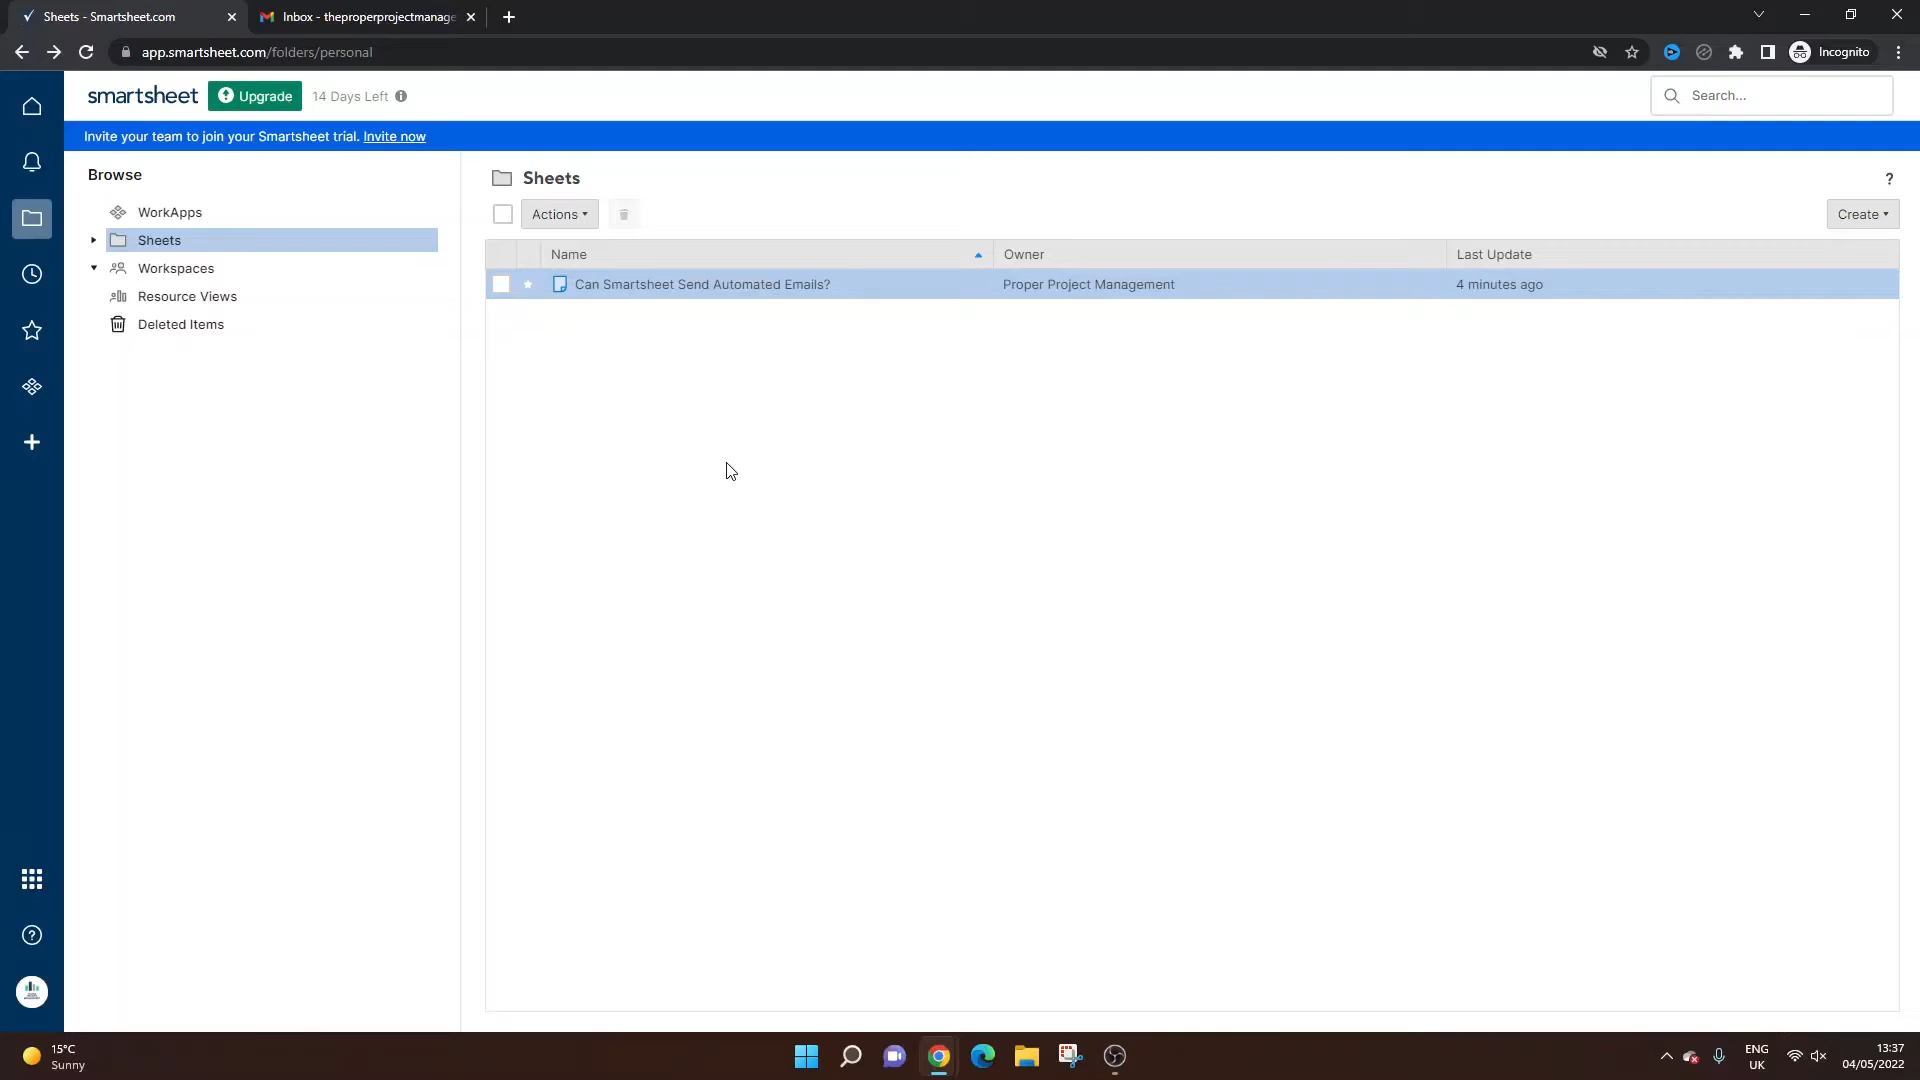 Sheets - Smartsheet.com
Inbox - theproperprojectmanage
app.smartsheet.com/folders/personal
Incognito
smartsheet
Upgrade
14 Days Left
Search...
Invite your team to join your Smartsheet trial. Invite now
Browse
WorkApps
Sheets
Workspaces
Resource Views
Deleted Items
Sheets
?
Actions
Create
Name
Owner
Last Update
Can Smartsheet Send Automated Emails?
Proper Project Management
4 minutes ago
15°C
Sunny
ENG
UK
13:37
04/05/2022